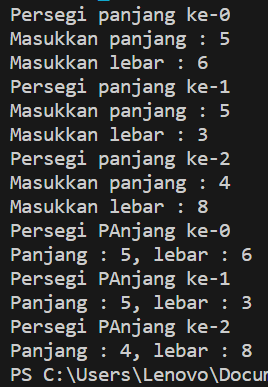 Persegi panjang ke-0
Masukkan panjang : 5
Masukkan lebar : 6
Persegi panjang ke-1
Masukkan panjang : 5
Masukkan lebar : 3
Persegi panjang ke-2
Masukkan panjang : 4
Masukkan lebar : 8
Persegi PAnjang ke-0
Panjang : 5, lebar : 6
Persegi PAnjang ke-1
Panjang : 5, lebar : 3
Persegi PAnjang ke-2
Panjang : 4, lebar : 8
PS C:\Users\Lenovo\Docu